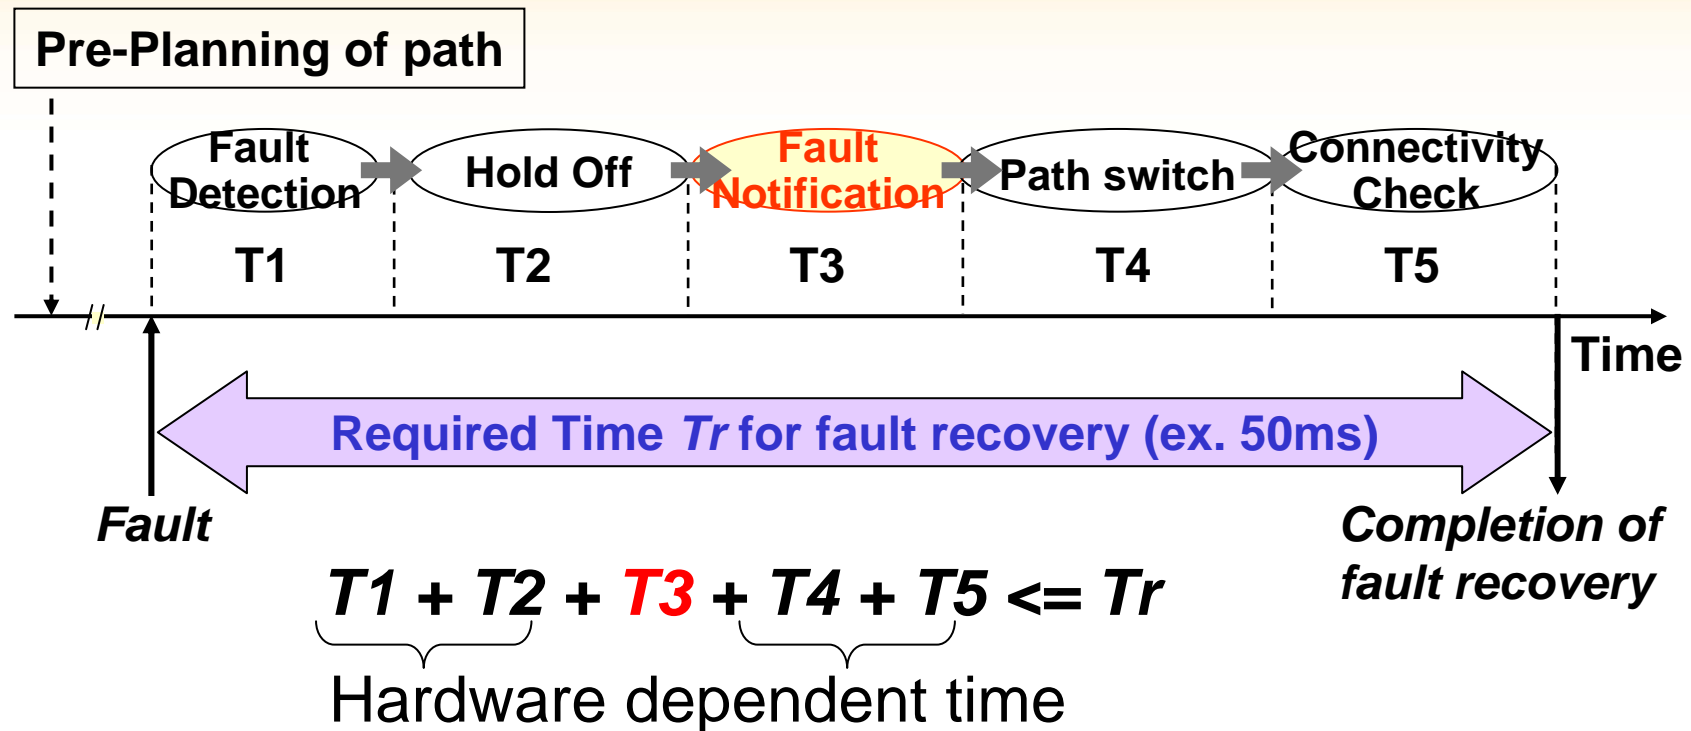 Pre-Planning of path
Fault
Detection
Hold Off
Fault
Notification
Path switch
Connectivity
Check
T1
T2
T3
T4
T5
Time
Required Time Tr for fault recovery (ex. 50ms)
Fault
Completion of
fault recovery
T1 + T2 + T3 + T4 + T5 <= Tr
Hardware dependent time